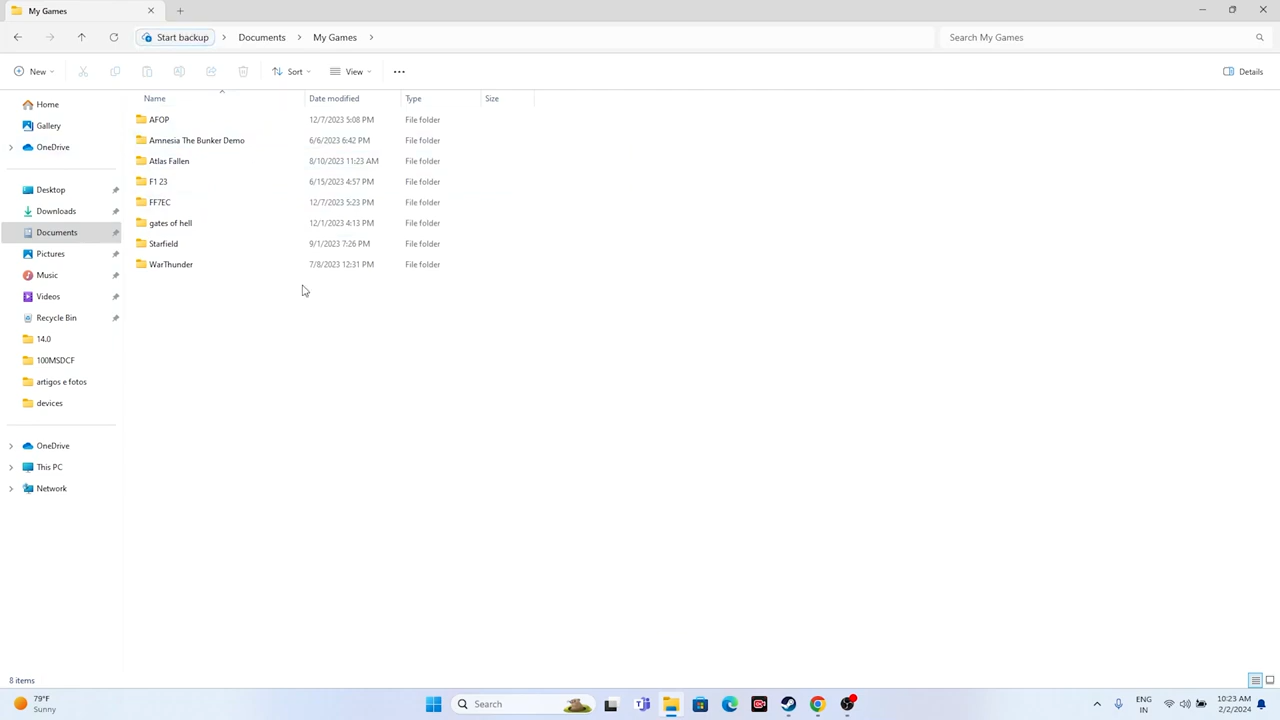 My Games
Start backup > Documents > My Games >
Search My Games
New
Sort
View
Details
Name Date modified Type Size
AFOP 12/7/2023 5:08 PM File folder
Amnesia The Bunker Demo 6/6/2023 6:42 PM File folder
Atlas Fallen 8/10/2023 11:23 AM File folder
F1 23 6/15/2023 4:57 PM File folder
FF7EC 12/7/2023 5:23 PM File folder
gates of hell 12/1/2023 4:13 PM File folder
Starfield 9/1/2023 7:26 PM File folder
WarThunder 7/8/2023 12:31 PM File folder
Home
Gallery
OneDrive
Desktop
Downloads
Documents
Pictures
Music
Videos
Recycle Bin
14.0
100MSDCF
artigos e fotos
devices
OneDrive
This PC
Network
8 items
79°F
Sunny
Search
ENG
IN
10:23 AM
2/2/2024